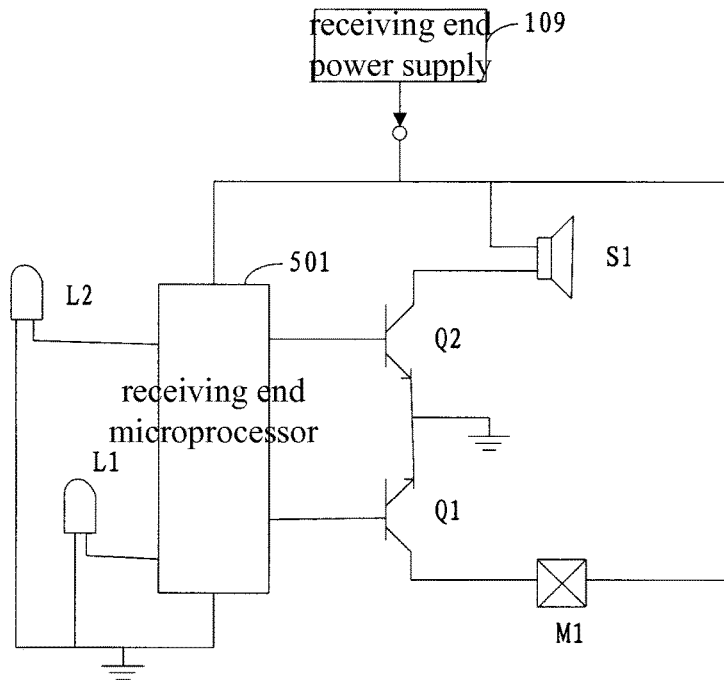 receiving end
power supply
109
S1
501
L2
Q2
receiving end
microprocessor
L1
Q1
M1